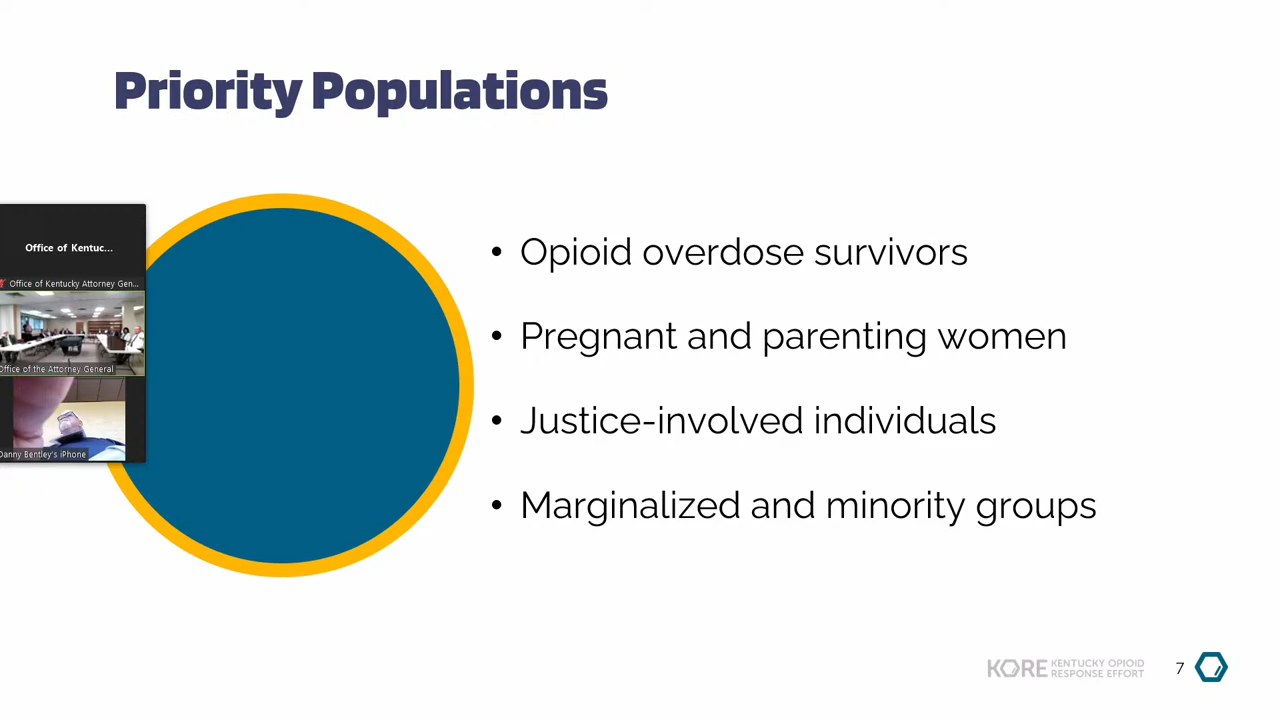 Priority Populations
Office of Kentuc...
Office of Kentucky Attorney Gen...
Office of the Attorney General
Danny Bentley's iPhone
• Opioid overdose survivors
• Pregnant and parenting women
• Justice-involved individuals
• Marginalized and minority groups
KORE KENTUCKY OPIOID
RESPONSE EFFORT
7